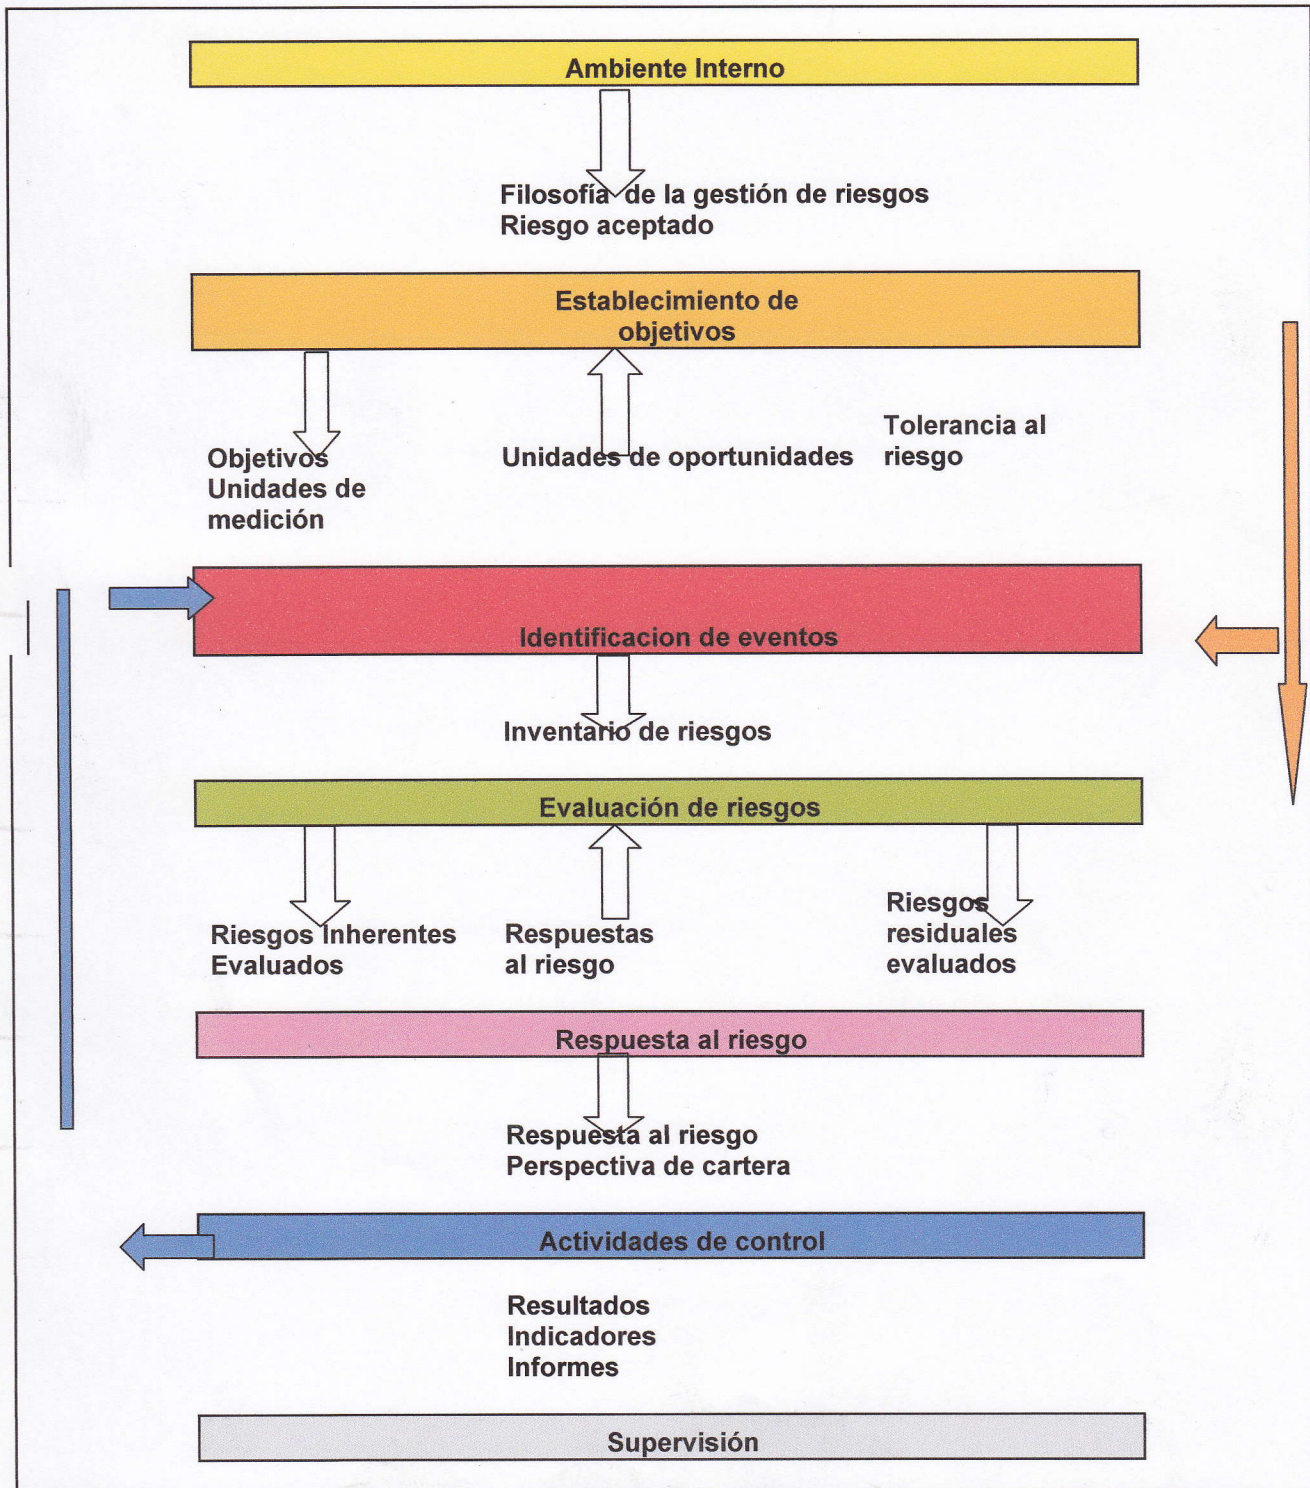 Ambiente Interno
Filosofía de la gestión de riesgos
Riesgo aceptado
Establecimiento de
objetivos
Objetivos
Unidades de
medición
Unidades de oportunidades
Tolerancia al
riesgo
Identificacion de eventos
Inventario de riesgos
Evaluación de riesgos
Riesgos Inherentes
Evaluados
Respuestas
al riesgo
Riesgos
residuales
evaluados
Respuesta al riesgo
Respuesta al riesgo
Perspectiva de cartera
Actividades de control
Resultados
Indicadores
Informes
Supervisión